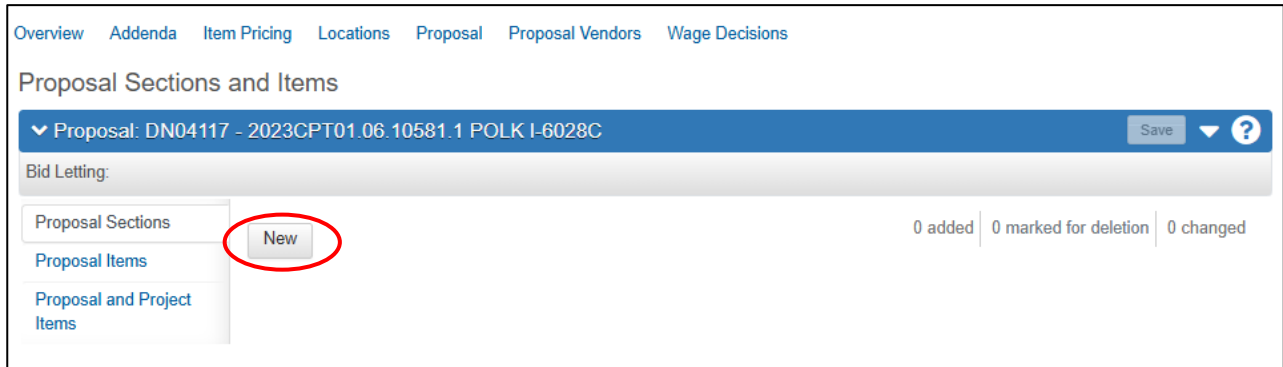 Overview Addenda Item Pricing Locations Proposal Proposal Vendors Wage Decisions
Proposal Sections and Items
Proposal: DN04117 - 2023CPT01.06.10581.1 POLK I-6028C Save ?
Bid Letting:
Proposal Sections New 0 added 0 marked for deletion 0 changed
Proposal Items
Proposal and Project
Items